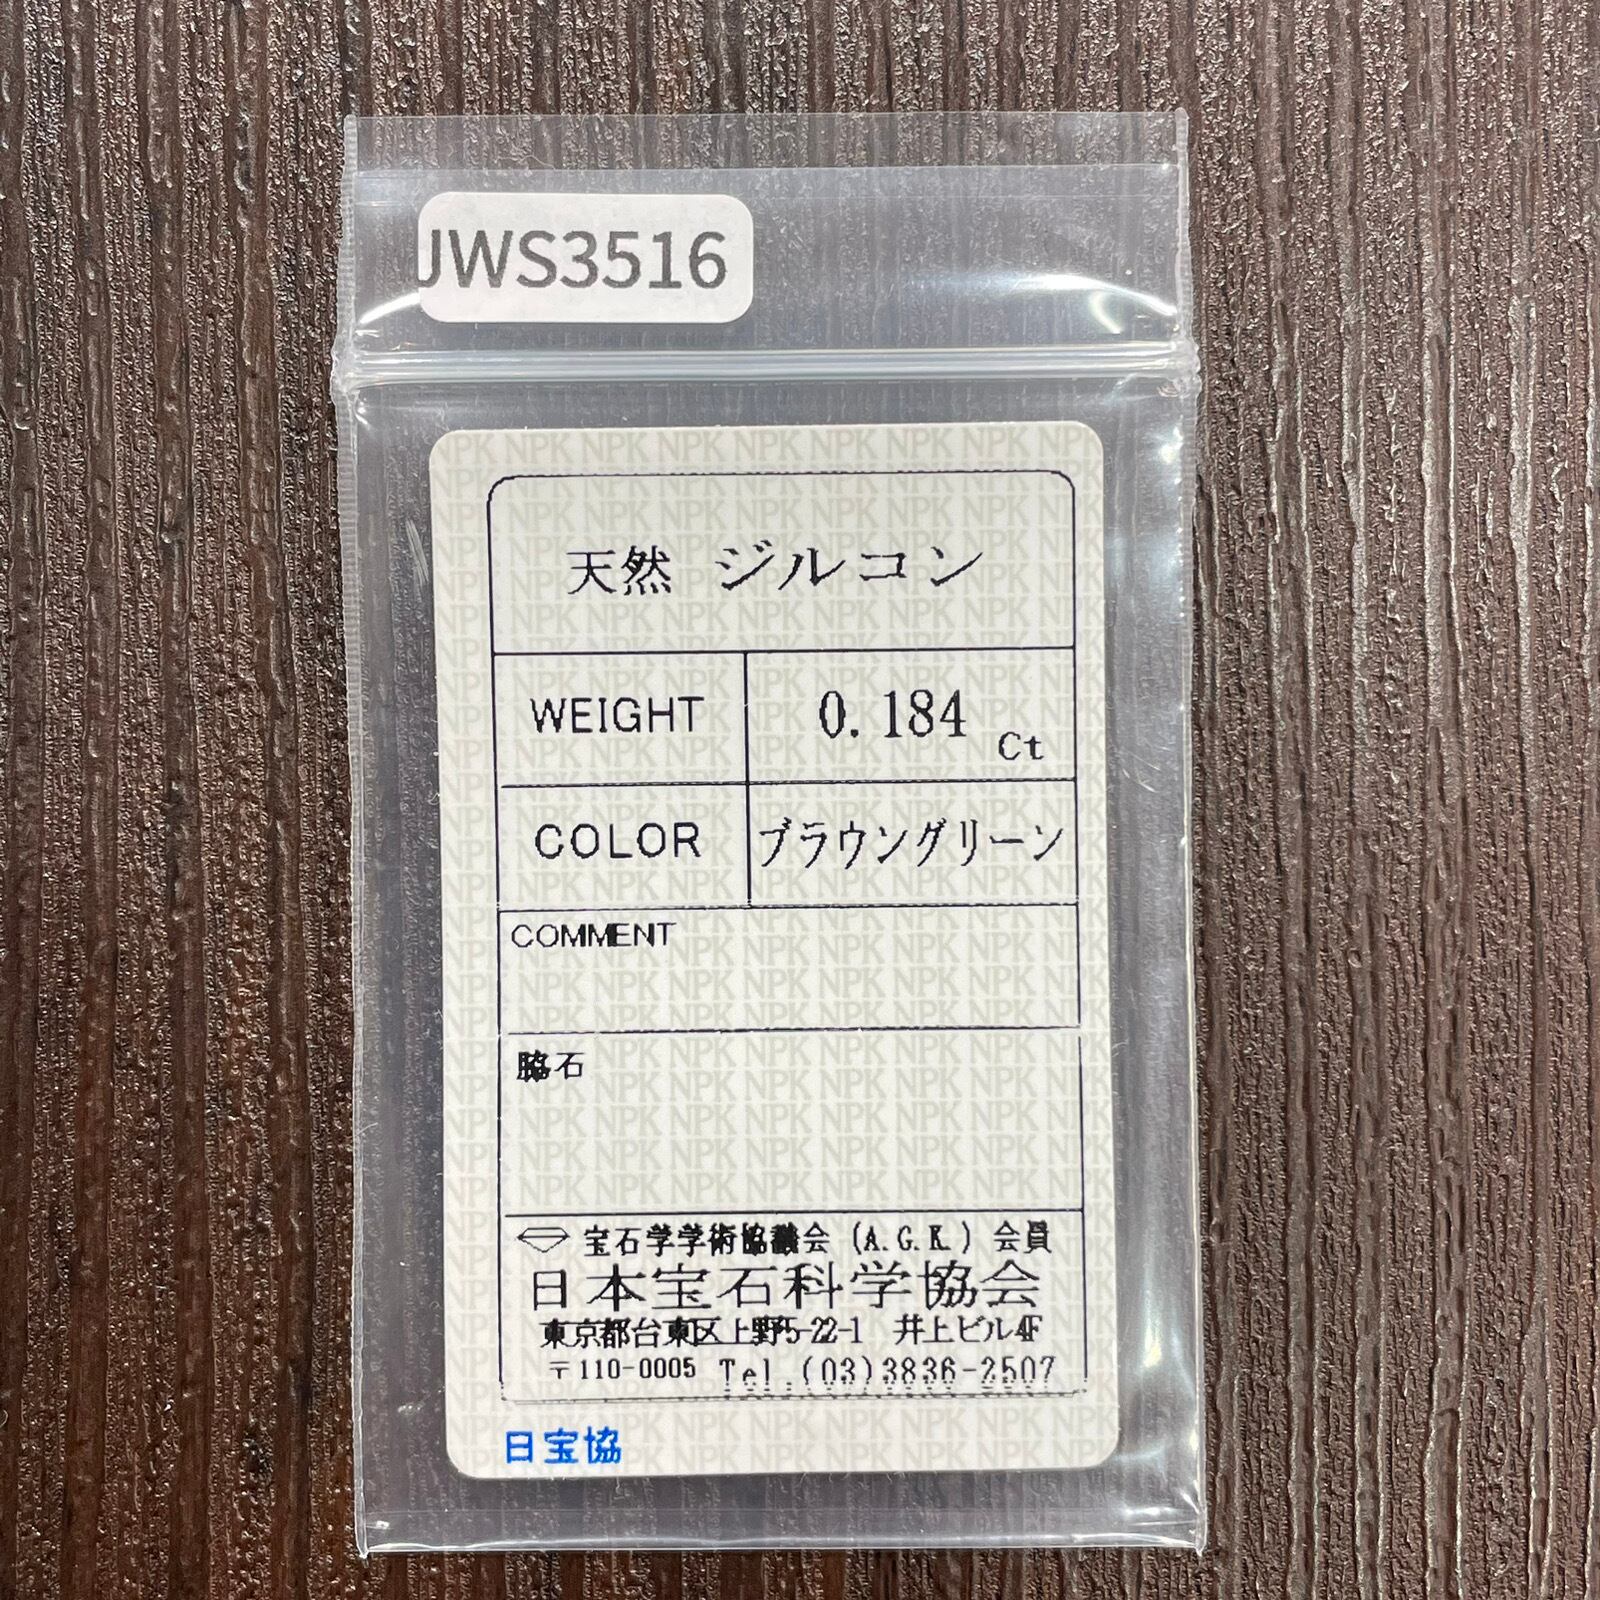 JWS3516
天然 ジルコン
WEIGHT 0.184 Ct
COLOR ブラウングリーン
COMMENT
脇石
宝石学学術協議会 (A.G.K.) 会員
日本宝石科学協会
東京都台東区上野5-22-1 井上ビル4F
〒110-0005 Tel.(03)3836-2507
日宝協